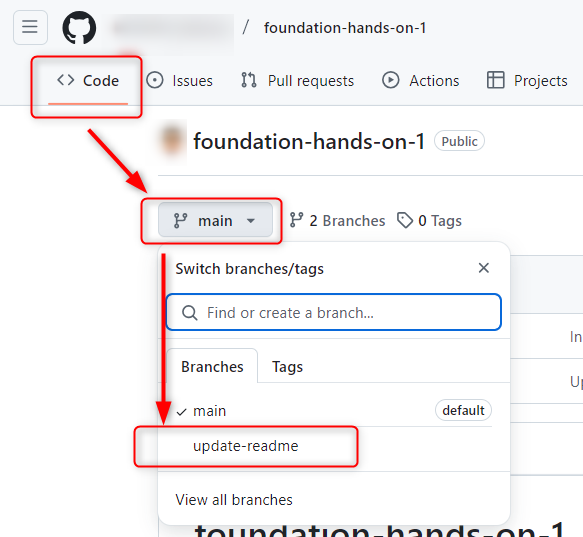 / foundation-hands-on-1
Code Issues Pull requests Actions Projects
foundation-hands-on-1 Public
main 2 Branches 0 Tags
Switch branches/tags
Find or create a branch...
In
Branches Tags
Up
main default
update-readme
View all branches
foundation-hands-on-1